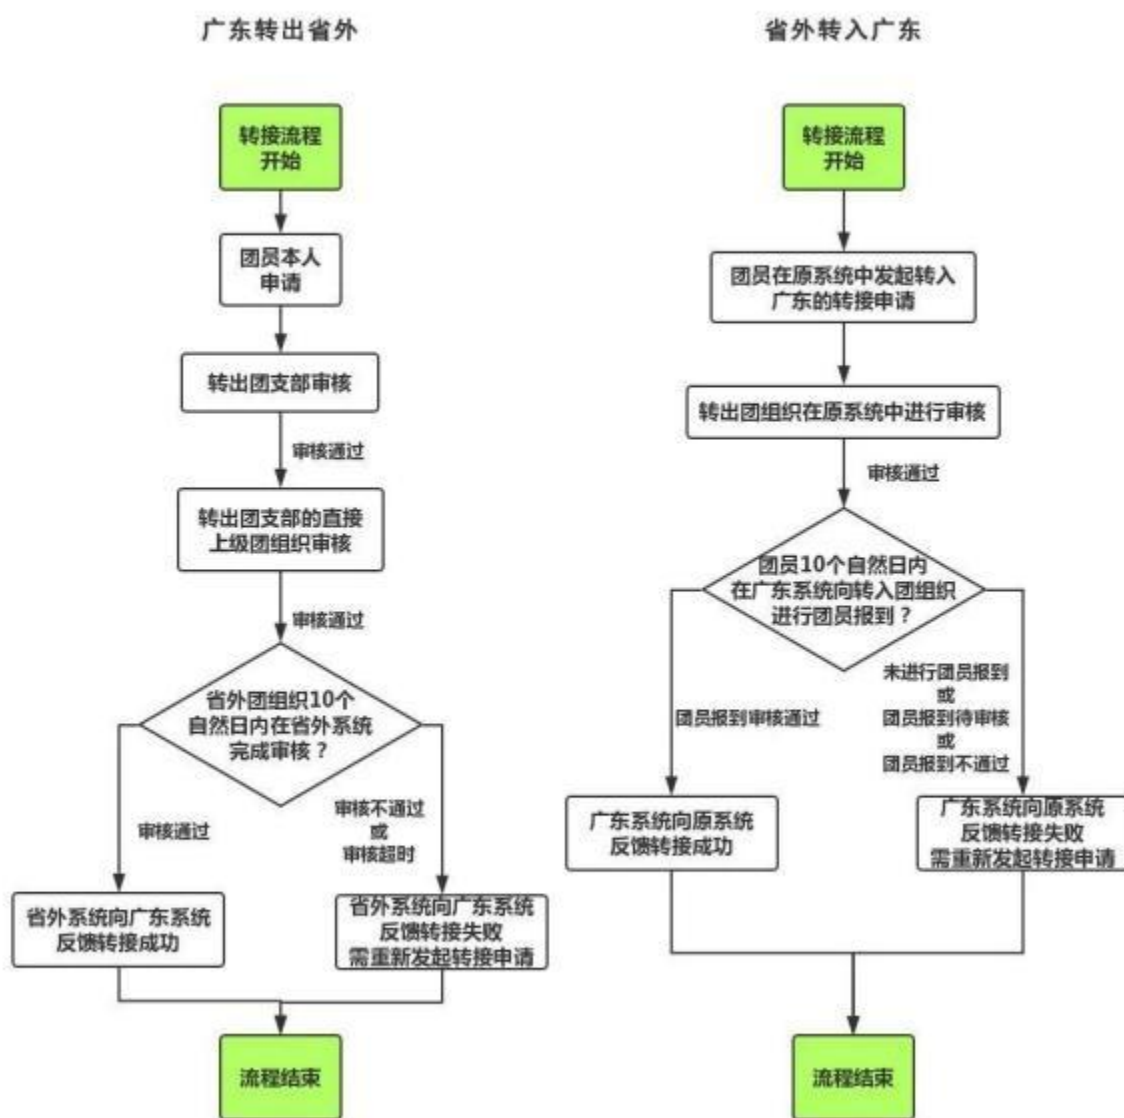 广东转出省外
转接流程
开始
团员本人
申请
转出团支部审核
审核通过
转出团支部的直接
上级团组织审核
审核通过
省外团组织10个
自然日内在省外系统
完成审核？
审核通过
审核不通过
或
审核超时
省外系统向广东系统
反馈转接成功
省外系统向广东系统
反馈转接失败
需重新发起转接申请
流程结束
省外转入广东
转接流程
开始
团员在原系统中发起转入
广东的转接申请
转出团组织在原系统中进行审核
审核通过
团员10个自然日内
在广东系统向转入团组织
进行团员报到？
团员报到审核通过
未进行团员报到
或
团员报到待审核
或
团员报到不通过
广东系统向原系统
反馈转接成功
广东系统向原系统
反馈转接失败
需重新发起转接申请
流程结束